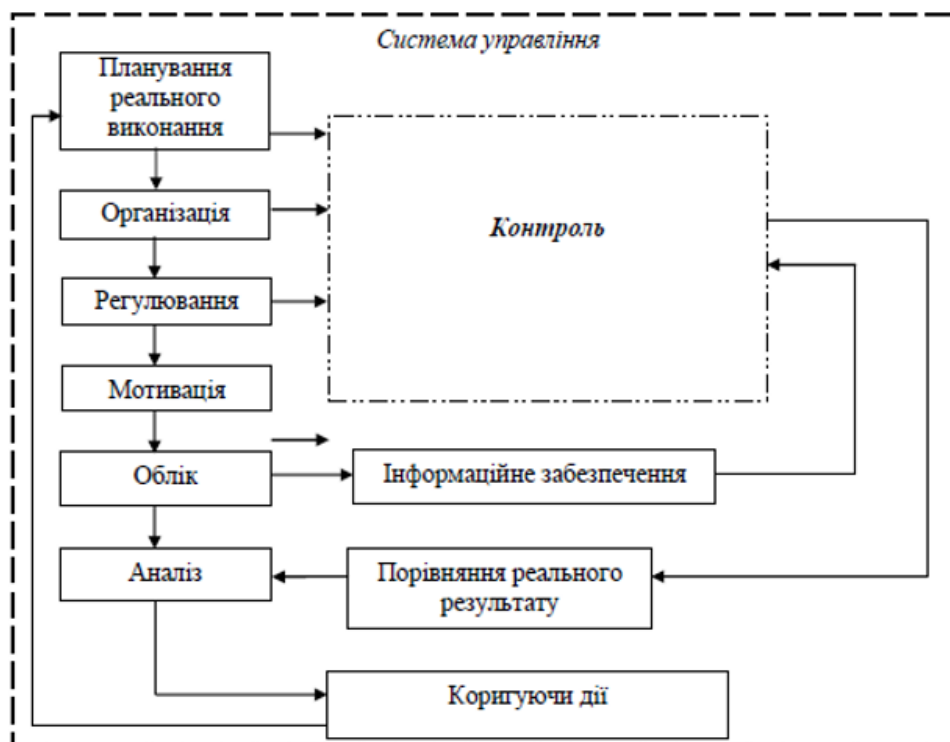 Система управління
Планування
реального
виконання
Організація
Контроль
Регулювання
Мотивація
Облік
Інформаційне забезпечення
Аналіз
Порівняння реального
результату
Коригуючи дії